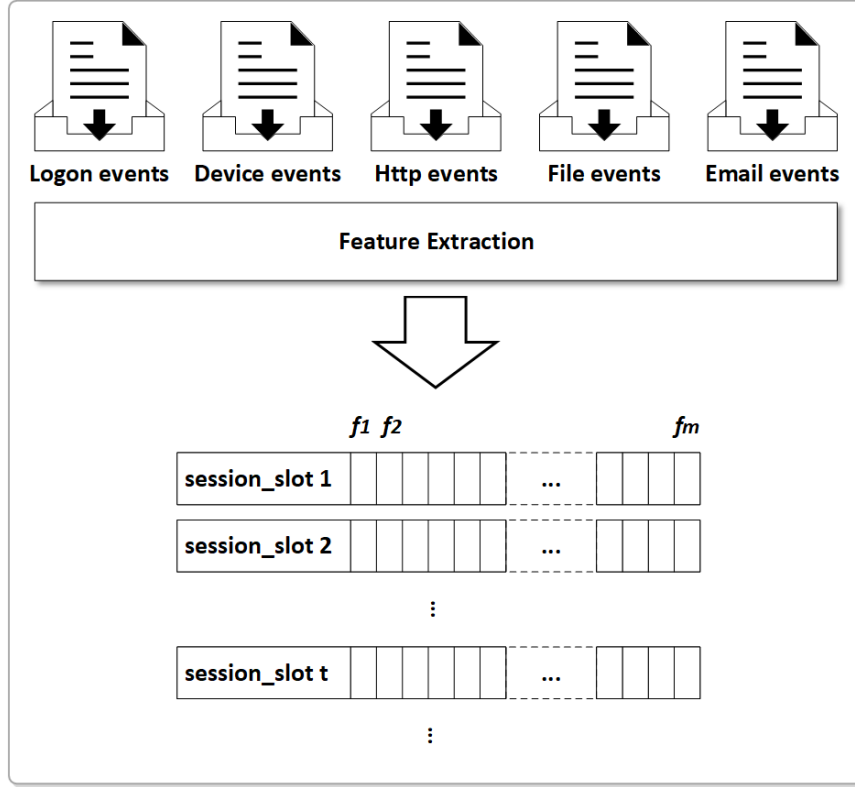 Logon events Device events Http events File events Email events
Feature Extraction
f1 f2 fm
session_slot 1 ...
session_slot 2 ...
⋮
session_slot t ...
⋮